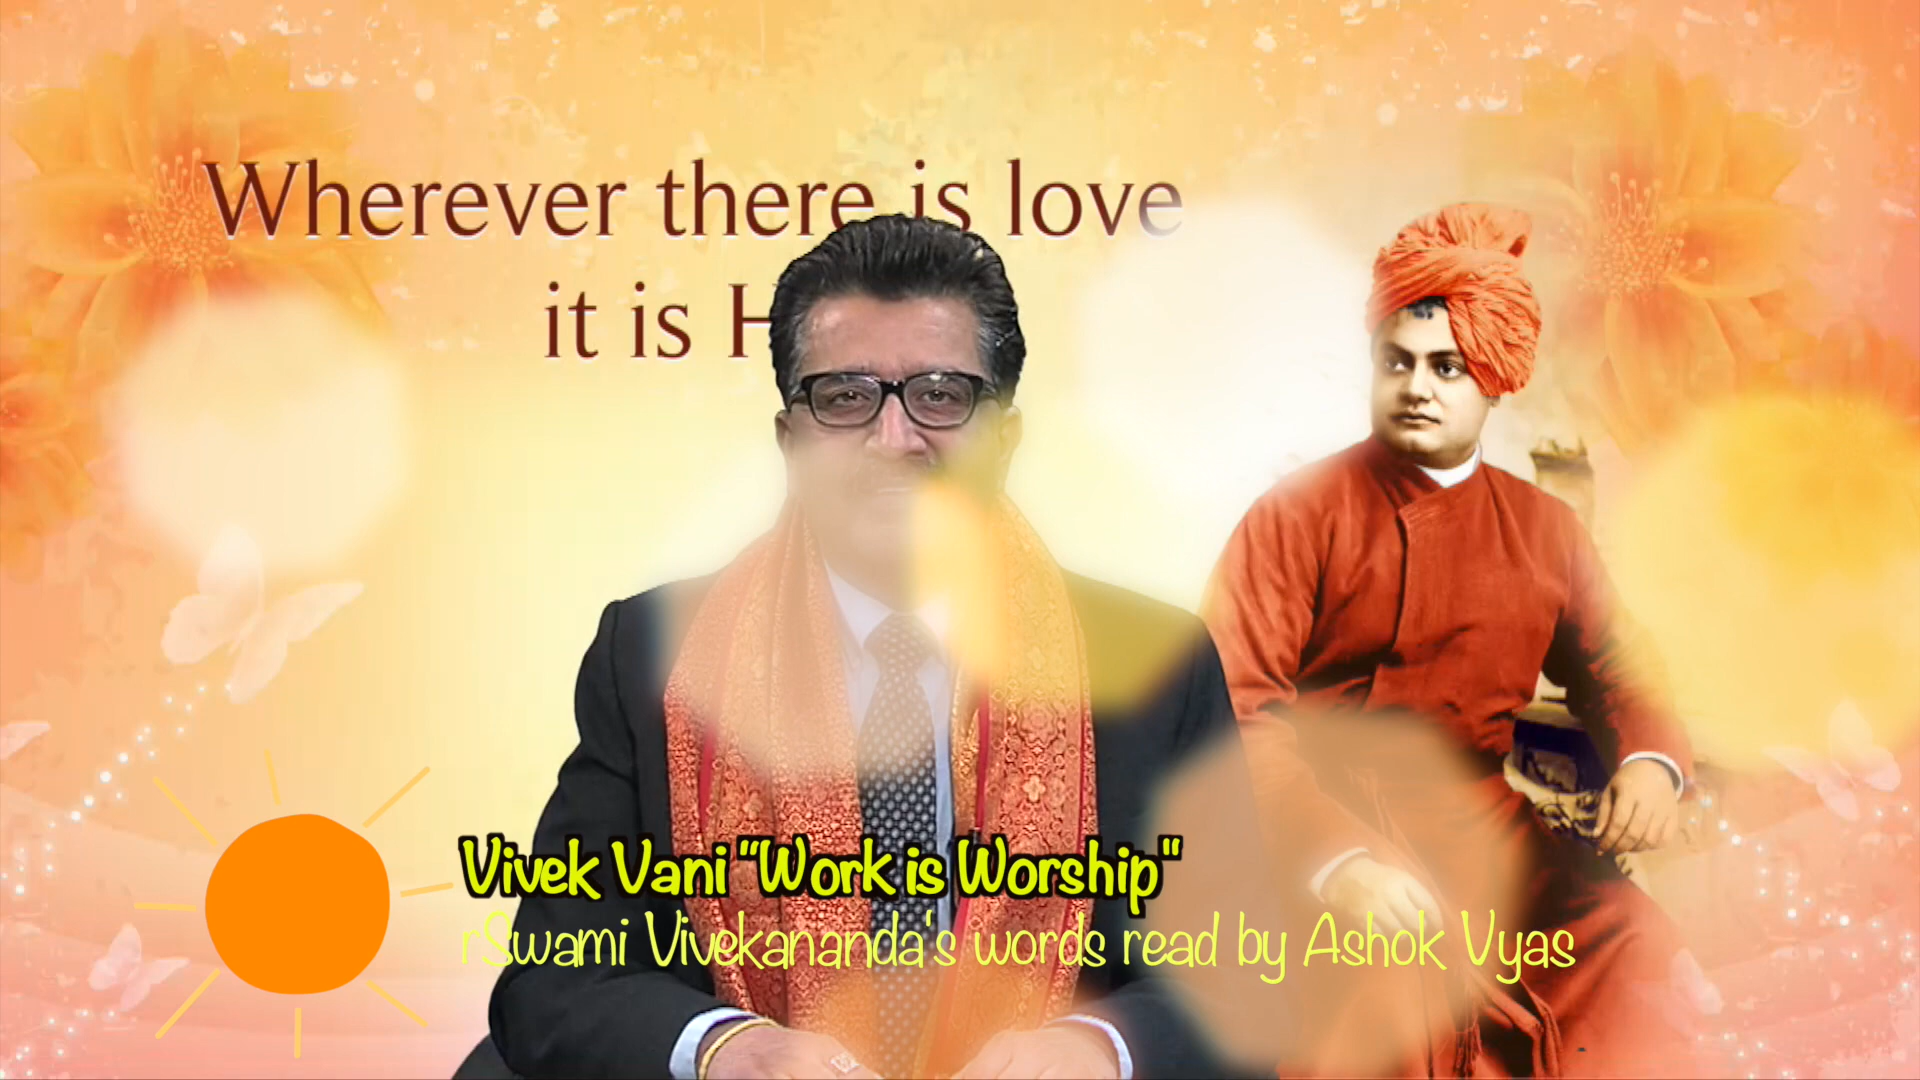 Wherever there is love
it is
Vivek Vani "Work is Worship"
rSwami Vivekananda's words read by Ashok Vyas